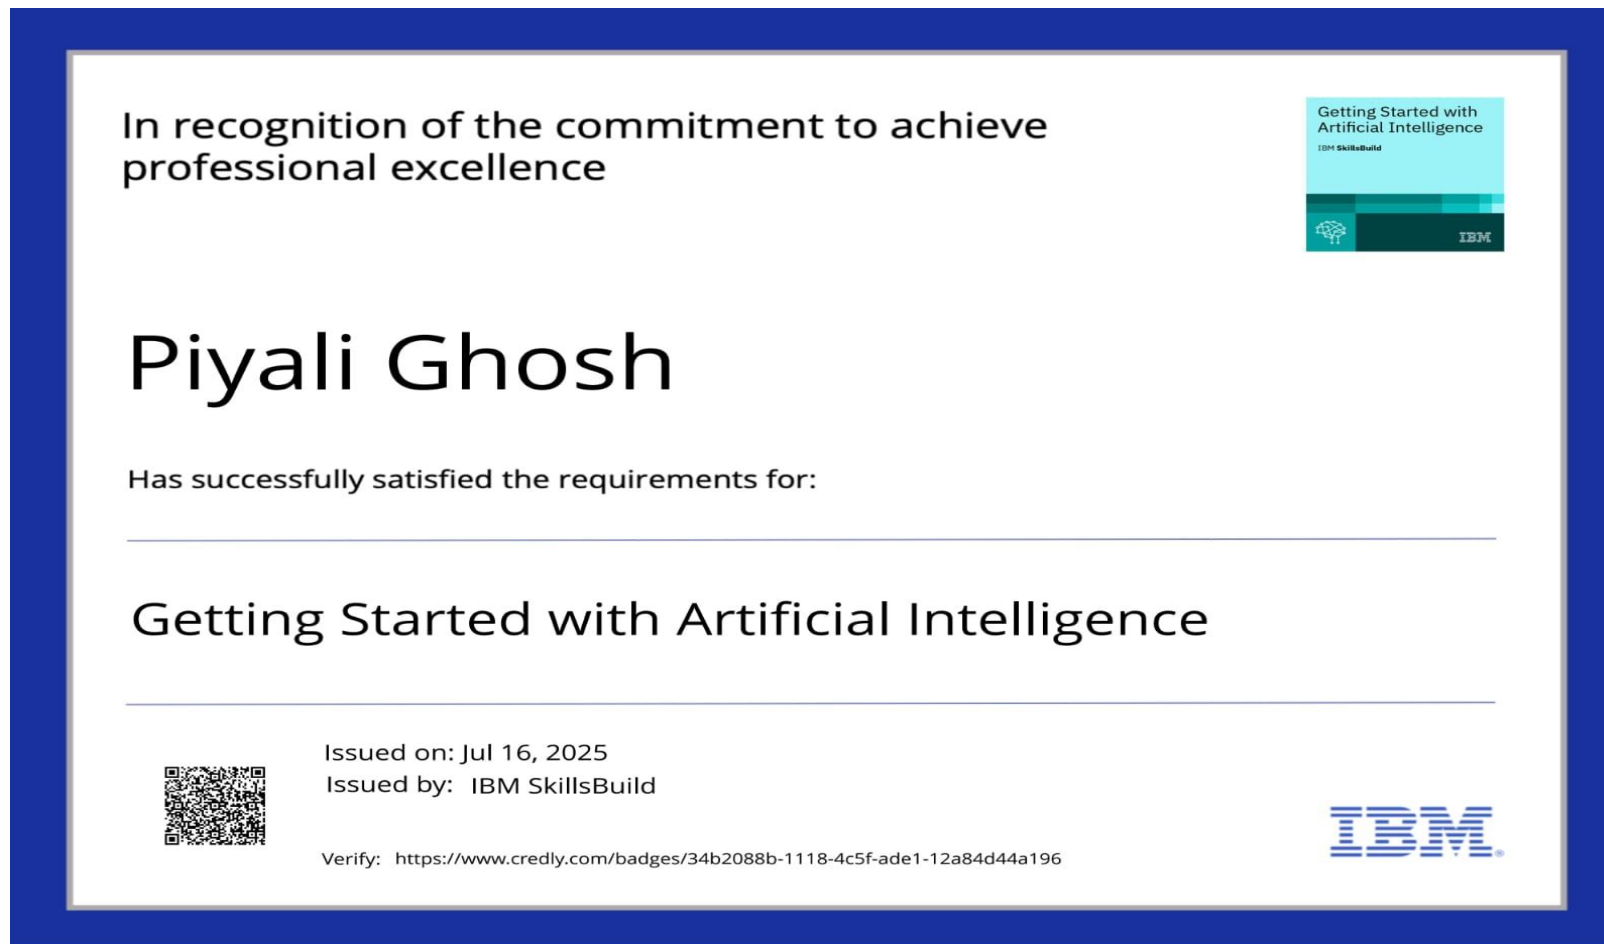 In recognition of the commitment to achieve
professional excellence
Getting Started with
Artificial Intelligence
IBM SkillsBuild
IBM
Piyali Ghosh
Has successfully satisfied the requirements for:
Getting Started with Artificial Intelligence
Issued on: Jul 16, 2025
Issued by: IBM SkillsBuild
Verify: https://www.credly.com/badges/34b2088b-1118-4c5f-ade1-12a84d44a196
IBM®